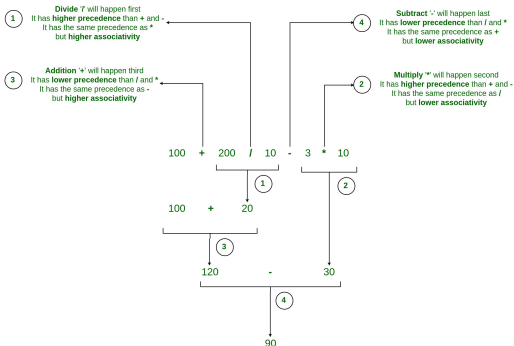 1
Divide '/' will happen first
It has higher precedence than + and -
It has the same precedence as *
but higher associativity
4
Subtract '-' will happen last
It has lower precedence than / and *
It has the same precedence as +
but lower associativity
3
Addition '+' will happen third
It has lower precedence than / and *
It has the same precedence as -
but higher associativity
2
Multiply '*' will happen second
It has higher precedence than + and -
It has the same precedence as /
but lower associativity
100 + 200 / 10 - 3 * 10
1
2
100 + 20
3
120 - 30
4
90